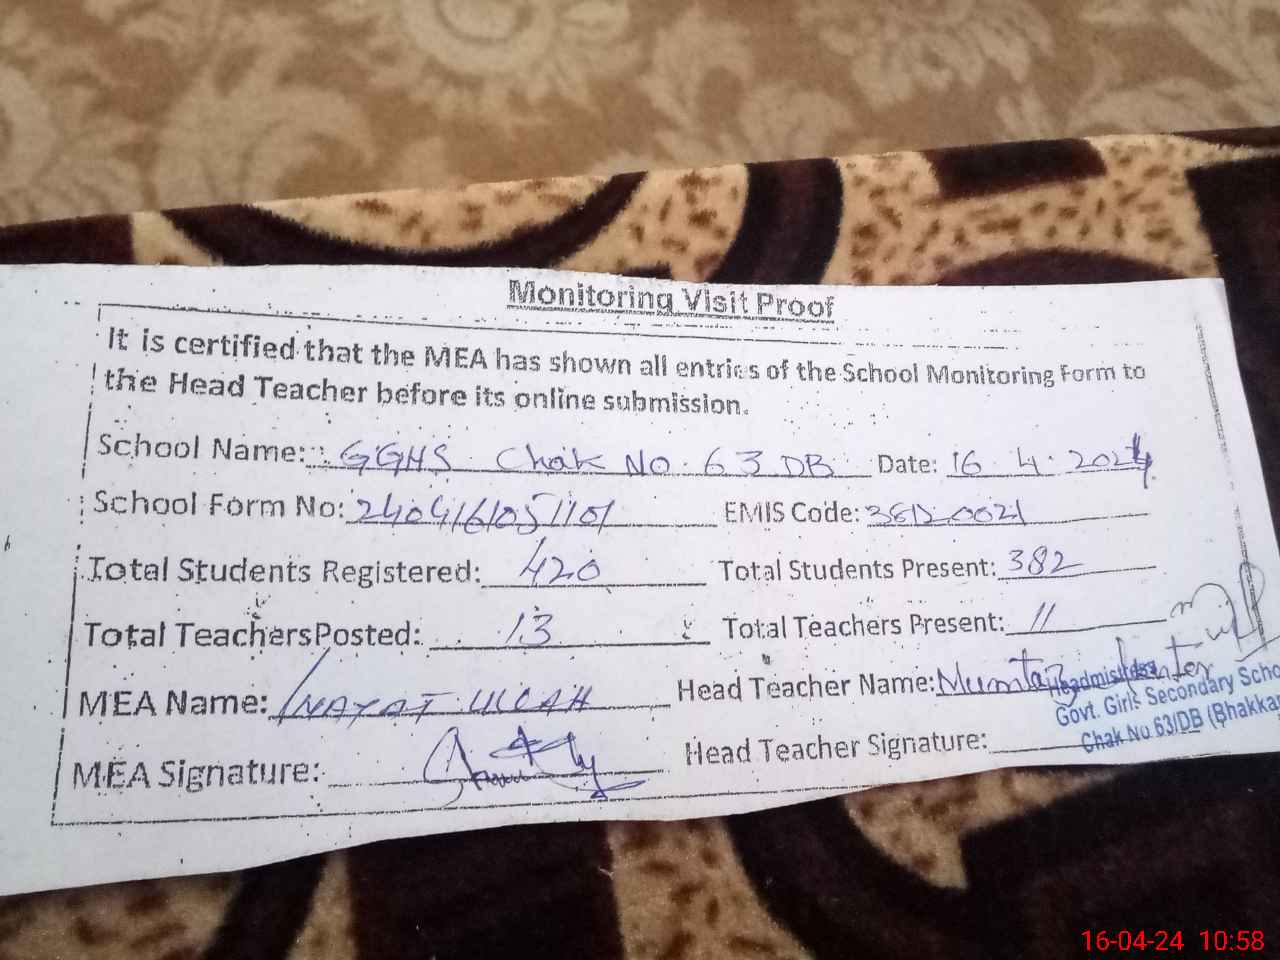 Monitoring Visit Proof
It is certified that the MEA has shown all entries of the School Monitoring Form to
the Head Teacher before its online submission.
School Name: GGHS Chak No. 63 DB Date: 16.4.2024
School Form No: 2404161051101 EMIS Code: 38120021
Total Students Registered: 420 Total Students Present: 382
Total Teachers Posted: 13 Total Teachers Present: 11
MEA Name: INAYAT ULLAH Head Teacher Name: Mumtaz
Headmistress
Govt. Girls Secondary Scho
Chak No 63/DB (Bhakka
MEA Signature: Head Teacher Signature:
16-04-24 10:58